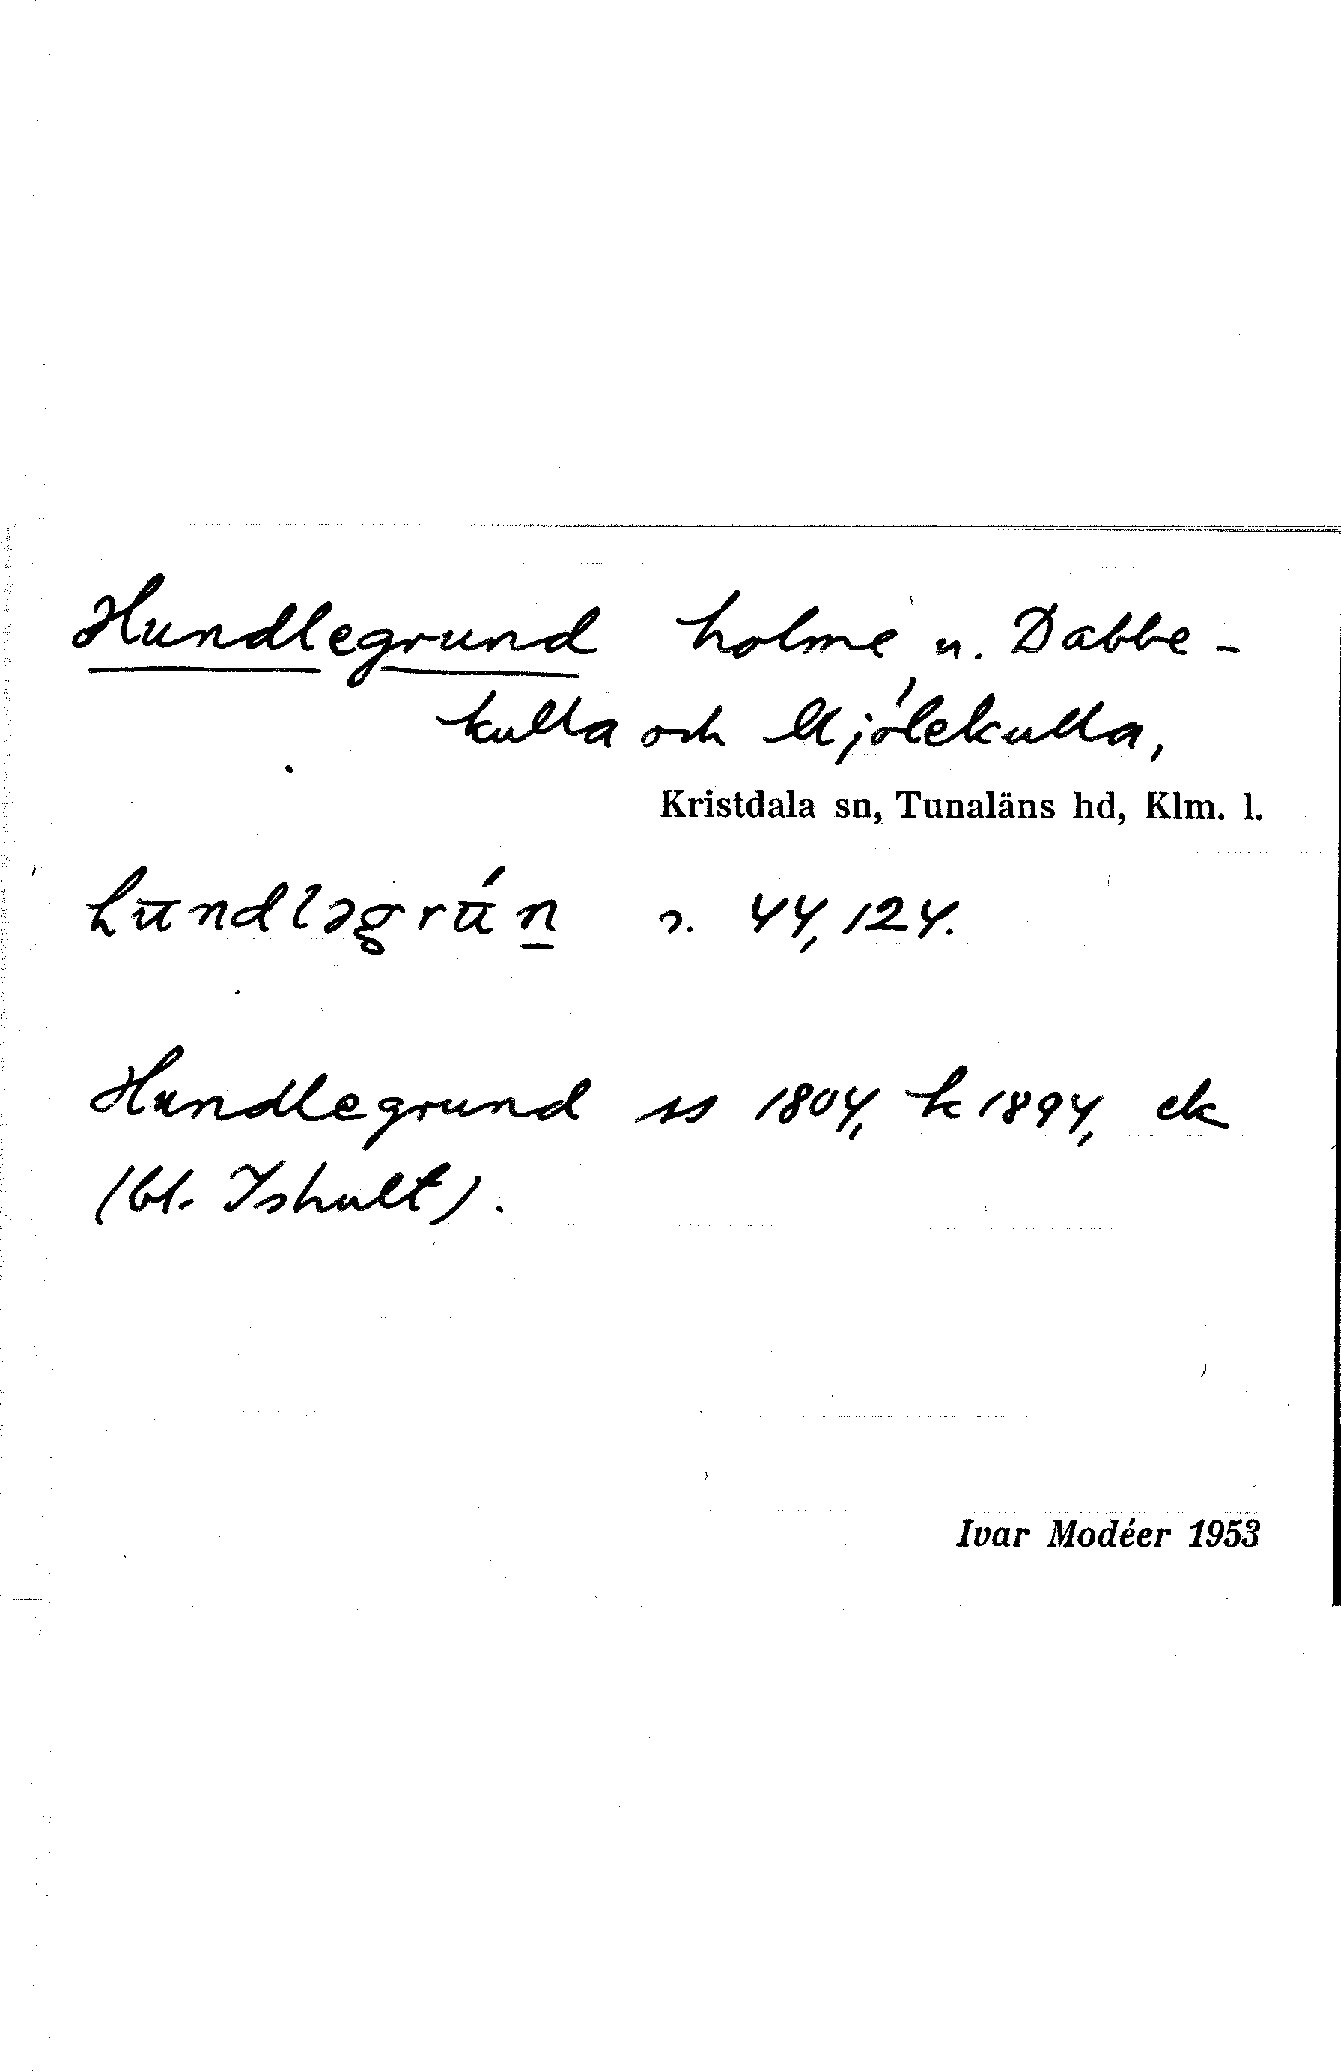 Hundlegrund holme u. Dabbe-
kulla och Mjölekulla,
Kristdala sn, Tunaläns hd, Klm. l.
hundləgrún s. 44, 124.
Hundlegrund ss 1804, k 1894, ek
(bl. Ishult).
Ivar Modéer 1953